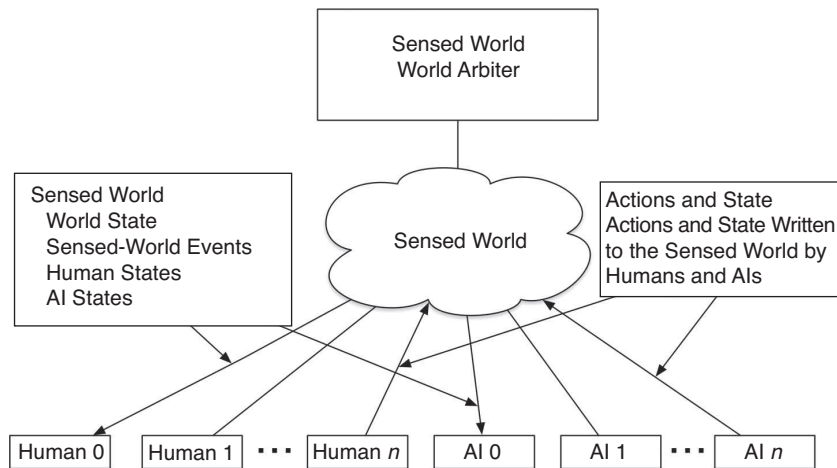 Sensed World
World Arbiter
Sensed World
World State
Sensed-World Events
Human States
AI States
Sensed World
Actions and State
Actions and State Written
to the Sensed World by
Humans and AIs
Human 0
Human 1
• • •
Human n
AI 0
AI 1
• • •
AI n